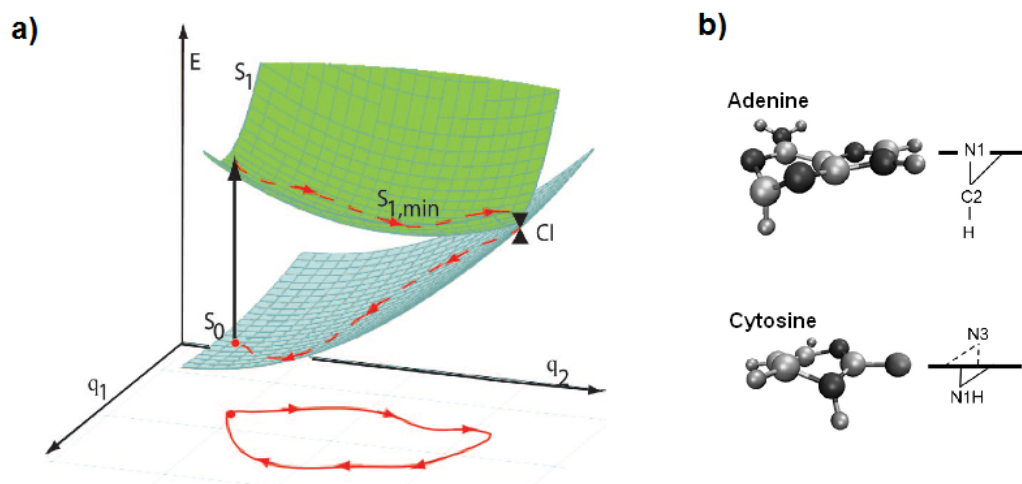 a)
E
S1
S1,min
CI
S0
q1
q2
b)
Adenine
N1
C2
H
Cytosine
N3
N1H